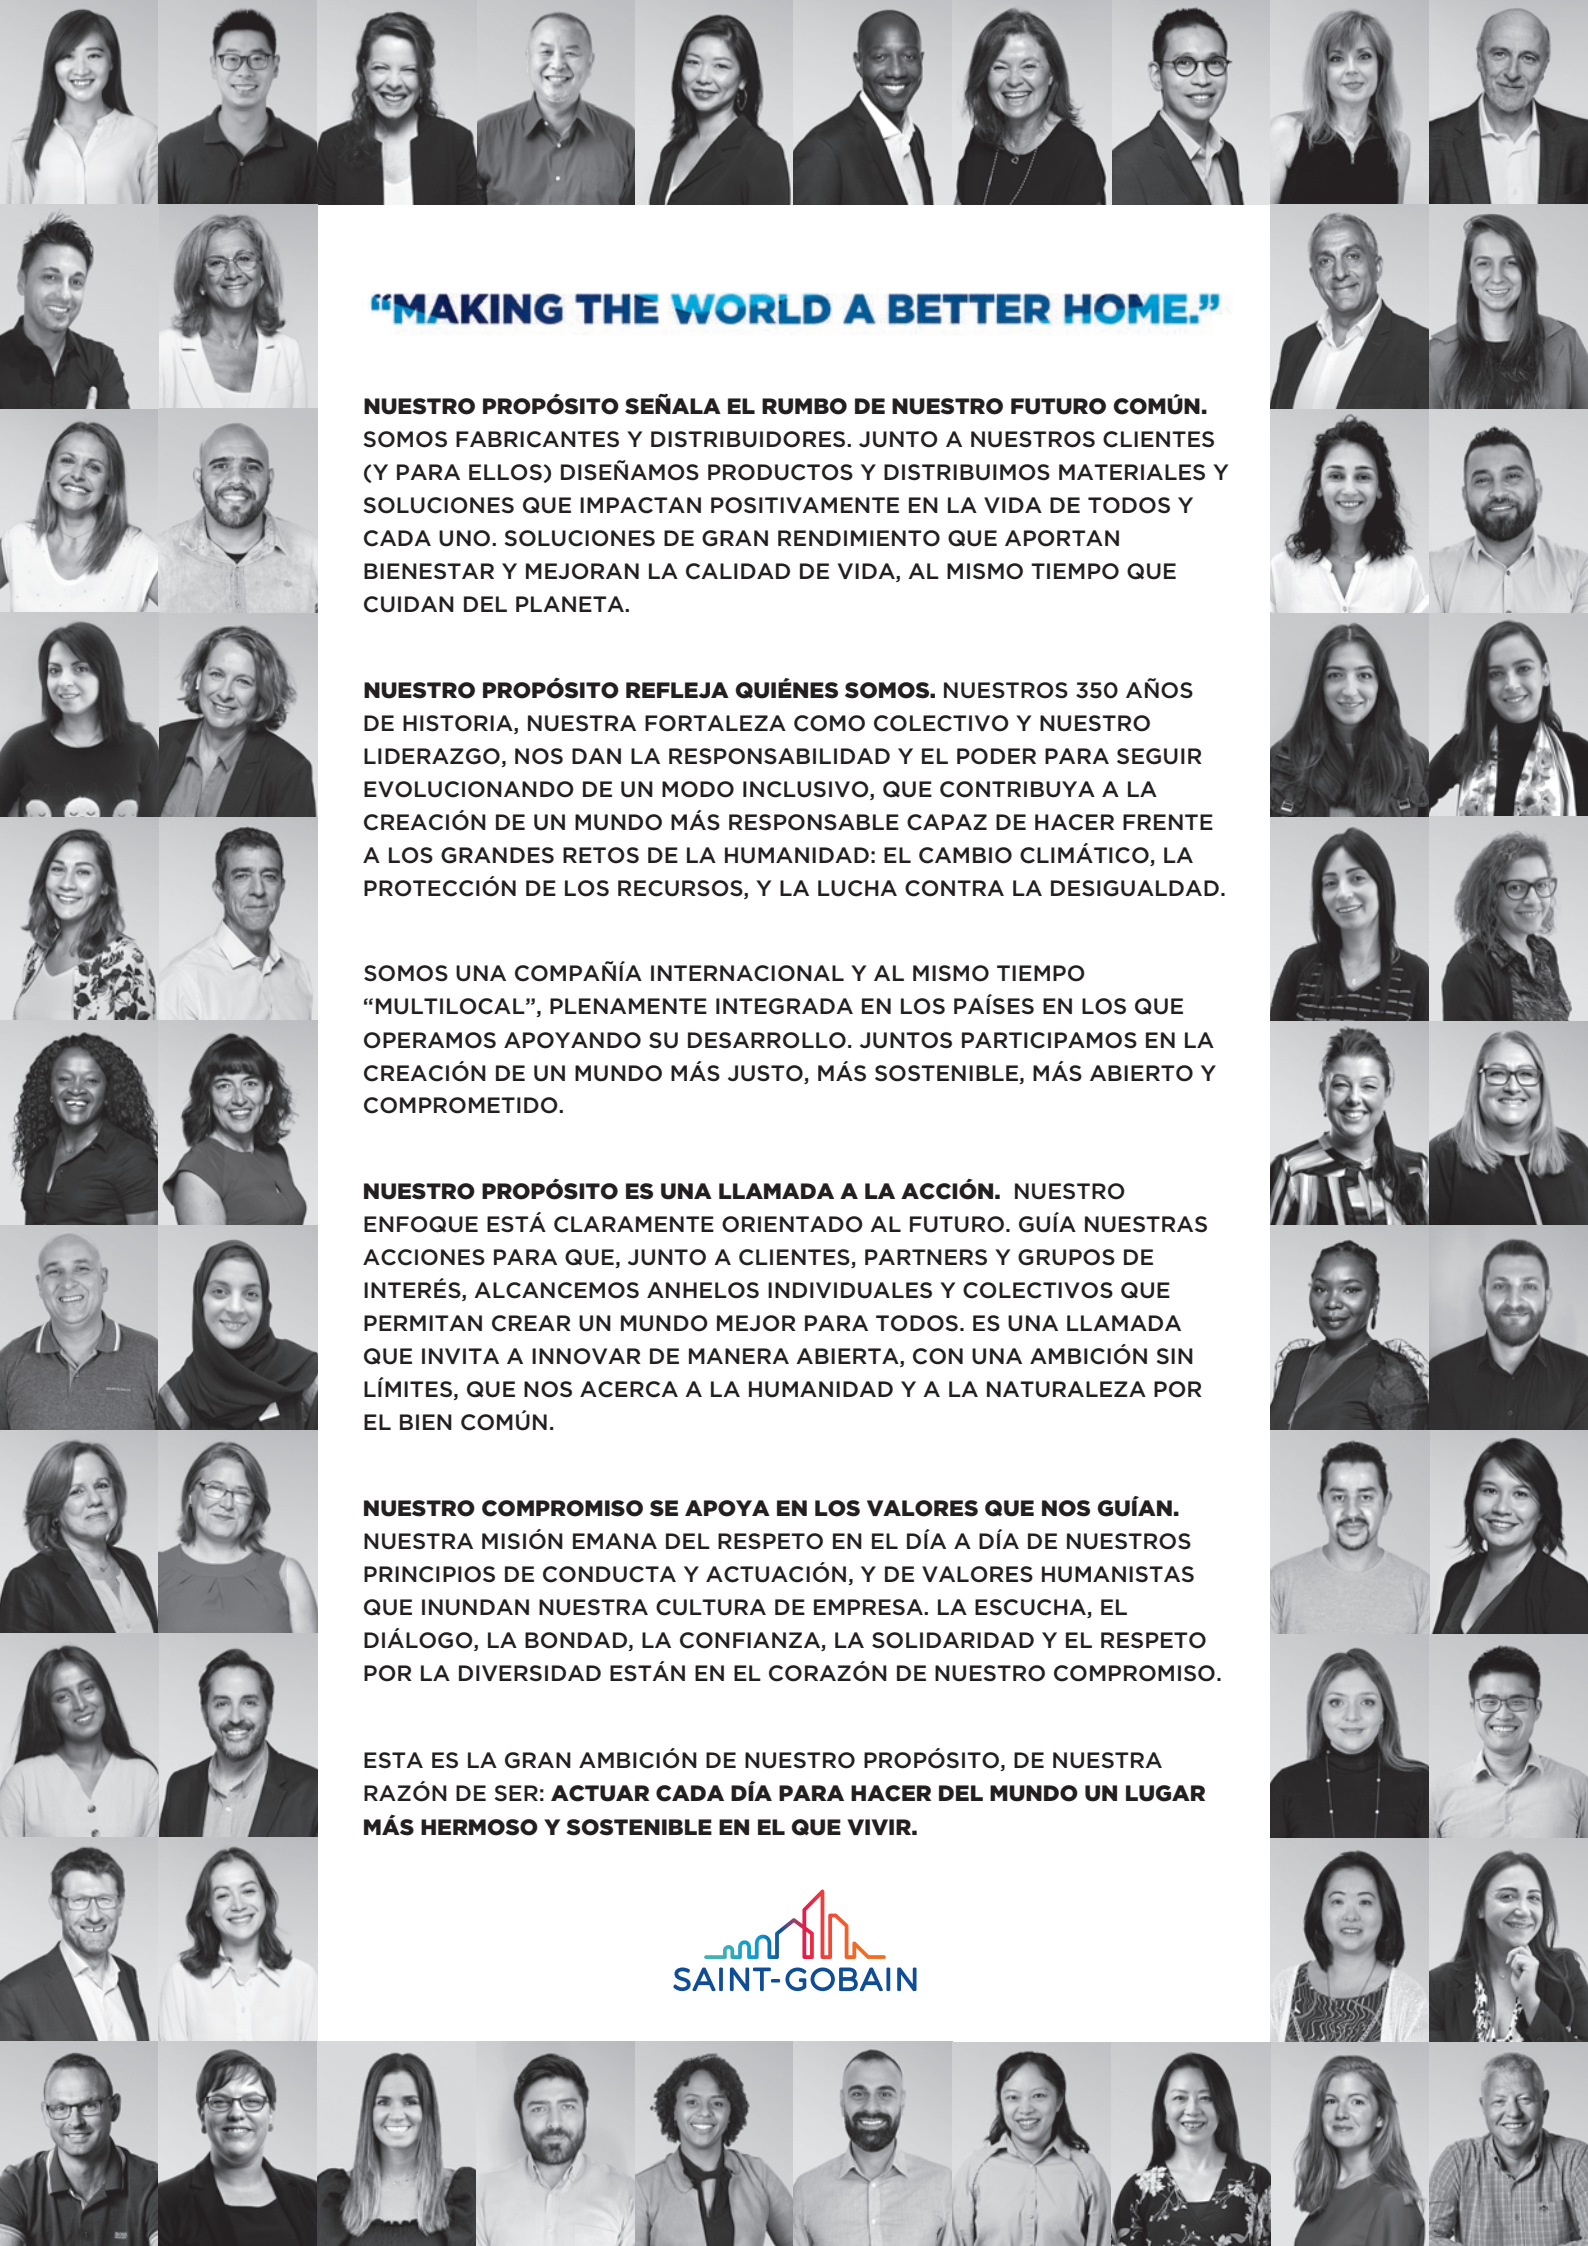 “MAKING THE WORLD A BETTER HOME.”
NUESTRO PROPÓSITO SEÑALA EL RUMBO DE NUESTRO FUTURO COMÚN.
SOMOS FABRICANTES Y DISTRIBUIDORES. JUNTO A NUESTROS CLIENTES
(Y PARA ELLOS) DISEÑAMOS PRODUCTOS Y DISTRIBUIMOS MATERIALES Y
SOLUCIONES QUE IMPACTAN POSITIVAMENTE EN LA VIDA DE TODOS Y
CADA UNO. SOLUCIONES DE GRAN RENDIMIENTO QUE APORTAN
BIENESTAR Y MEJORAN LA CALIDAD DE VIDA, AL MISMO TIEMPO QUE
CUIDAN DEL PLANETA.
NUESTRO PROPÓSITO REFLEJA QUIÉNES SOMOS. NUESTROS 350 AÑOS
DE HISTORIA, NUESTRA FORTALEZA COMO COLECTIVO Y NUESTRO
LIDERAZGO, NOS DAN LA RESPONSABILIDAD Y EL PODER PARA SEGUIR
EVOLUCIONANDO DE UN MODO INCLUSIVO, QUE CONTRIBUYA A LA
CREACIÓN DE UN MUNDO MÁS RESPONSABLE CAPAZ DE HACER FRENTE
A LOS GRANDES RETOS DE LA HUMANIDAD: EL CAMBIO CLIMÁTICO, LA
PROTECCIÓN DE LOS RECURSOS, Y LA LUCHA CONTRA LA DESIGUALDAD.
SOMOS UNA COMPAÑÍA INTERNACIONAL Y AL MISMO TIEMPO
“MULTILOCAL”, PLENAMENTE INTEGRADA EN LOS PAÍSES EN LOS QUE
OPERAMOS APOYANDO SU DESARROLLO. JUNTOS PARTICIPAMOS EN LA
CREACIÓN DE UN MUNDO MÁS JUSTO, MÁS SOSTENIBLE, MÁS ABIERTO Y
COMPROMETIDO.
NUESTRO PROPÓSITO ES UNA LLAMADA A LA ACCIÓN. NUESTRO
ENFOQUE ESTÁ CLARAMENTE ORIENTADO AL FUTURO. GUÍA NUESTRAS
ACCIONES PARA QUE, JUNTO A CLIENTES, PARTNERS Y GRUPOS DE
INTERÉS, ALCANCEMOS ANHELOS INDIVIDUALES Y COLECTIVOS QUE
PERMITAN CREAR UN MUNDO MEJOR PARA TODOS. ES UNA LLAMADA
QUE INVITA A INNOVAR DE MANERA ABIERTA, CON UNA AMBICIÓN SIN
LÍMITES, QUE NOS ACERCA A LA HUMANIDAD Y A LA NATURALEZA POR
EL BIEN COMÚN.
NUESTRO COMPROMISO SE APOYA EN LOS VALORES QUE NOS GUÍAN.
NUESTRA MISIÓN EMANA DEL RESPETO EN EL DÍA A DÍA DE NUESTROS
PRINCIPIOS DE CONDUCTA Y ACTUACIÓN, Y DE VALORES HUMANISTAS
QUE INUNDAN NUESTRA CULTURA DE EMPRESA. LA ESCUCHA, EL
DIÁLOGO, LA BONDAD, LA CONFIANZA, LA SOLIDARIDAD Y EL RESPETO
POR LA DIVERSIDAD ESTÁN EN EL CORAZÓN DE NUESTRO COMPROMISO.
ESTA ES LA GRAN AMBICIÓN DE NUESTRO PROPÓSITO, DE NUESTRA
RAZÓN DE SER: ACTUAR CADA DÍA PARA HACER DEL MUNDO UN LUGAR
MÁS HERMOSO Y SOSTENIBLE EN EL QUE VIVIR.
SAINT-GOBAIN